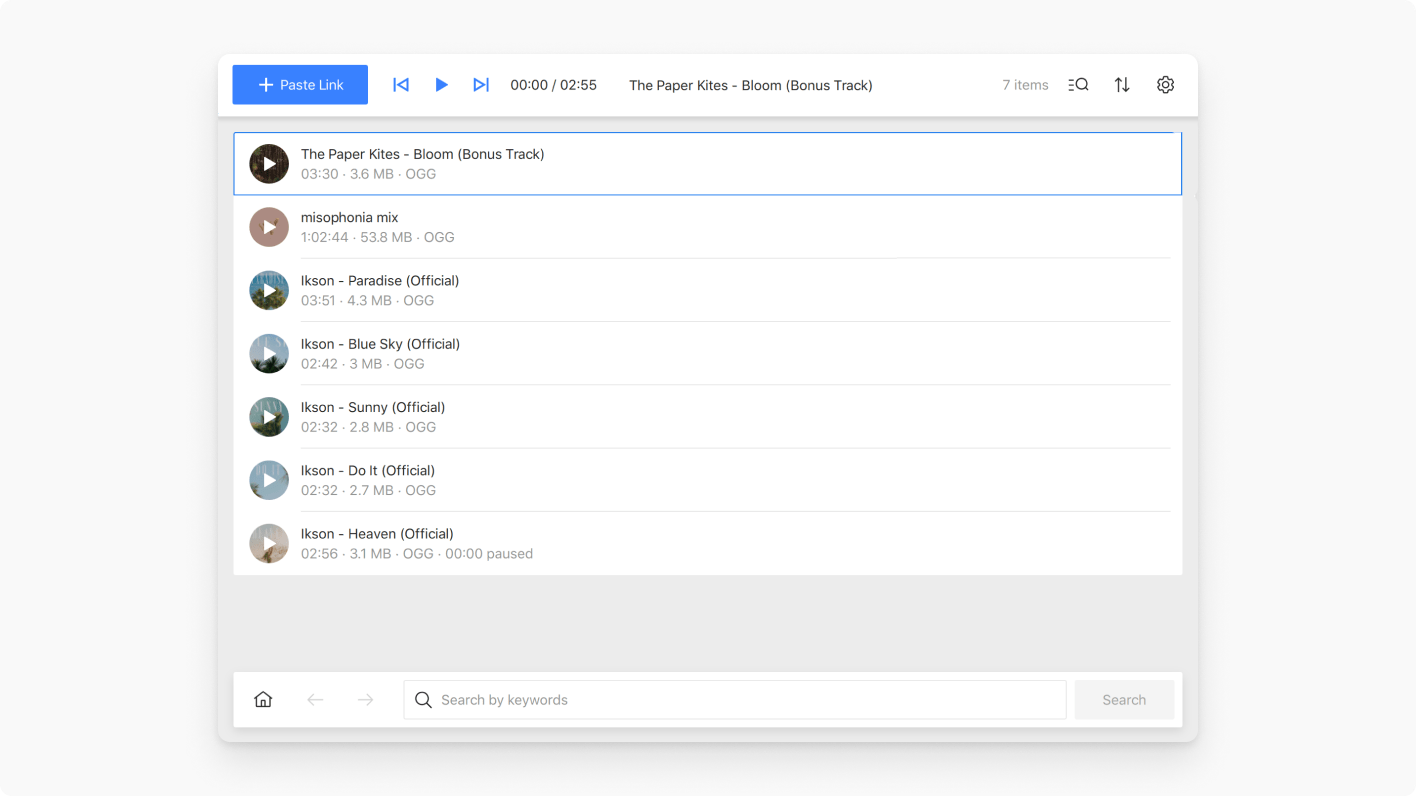 Paste Link
00:00 / 02:55
The Paper Kites - Bloom (Bonus Track)
7 items
The Paper Kites - Bloom (Bonus Track)
03:30 · 3.6 MB · OGG
misophonia mix
1:02:44 · 53.8 MB · OGG
Ikson - Paradise (Official)
03:51 · 4.3 MB · OGG
Ikson - Blue Sky (Official)
02:42 · 3 MB · OGG
Ikson - Sunny (Official)
02:32 · 2.8 MB · OGG
Ikson - Do It (Official)
02:32 · 2.7 MB · OGG
Ikson - Heaven (Official)
02:56 · 3.1 MB · OGG · 00:00 paused
Search by keywords
Search